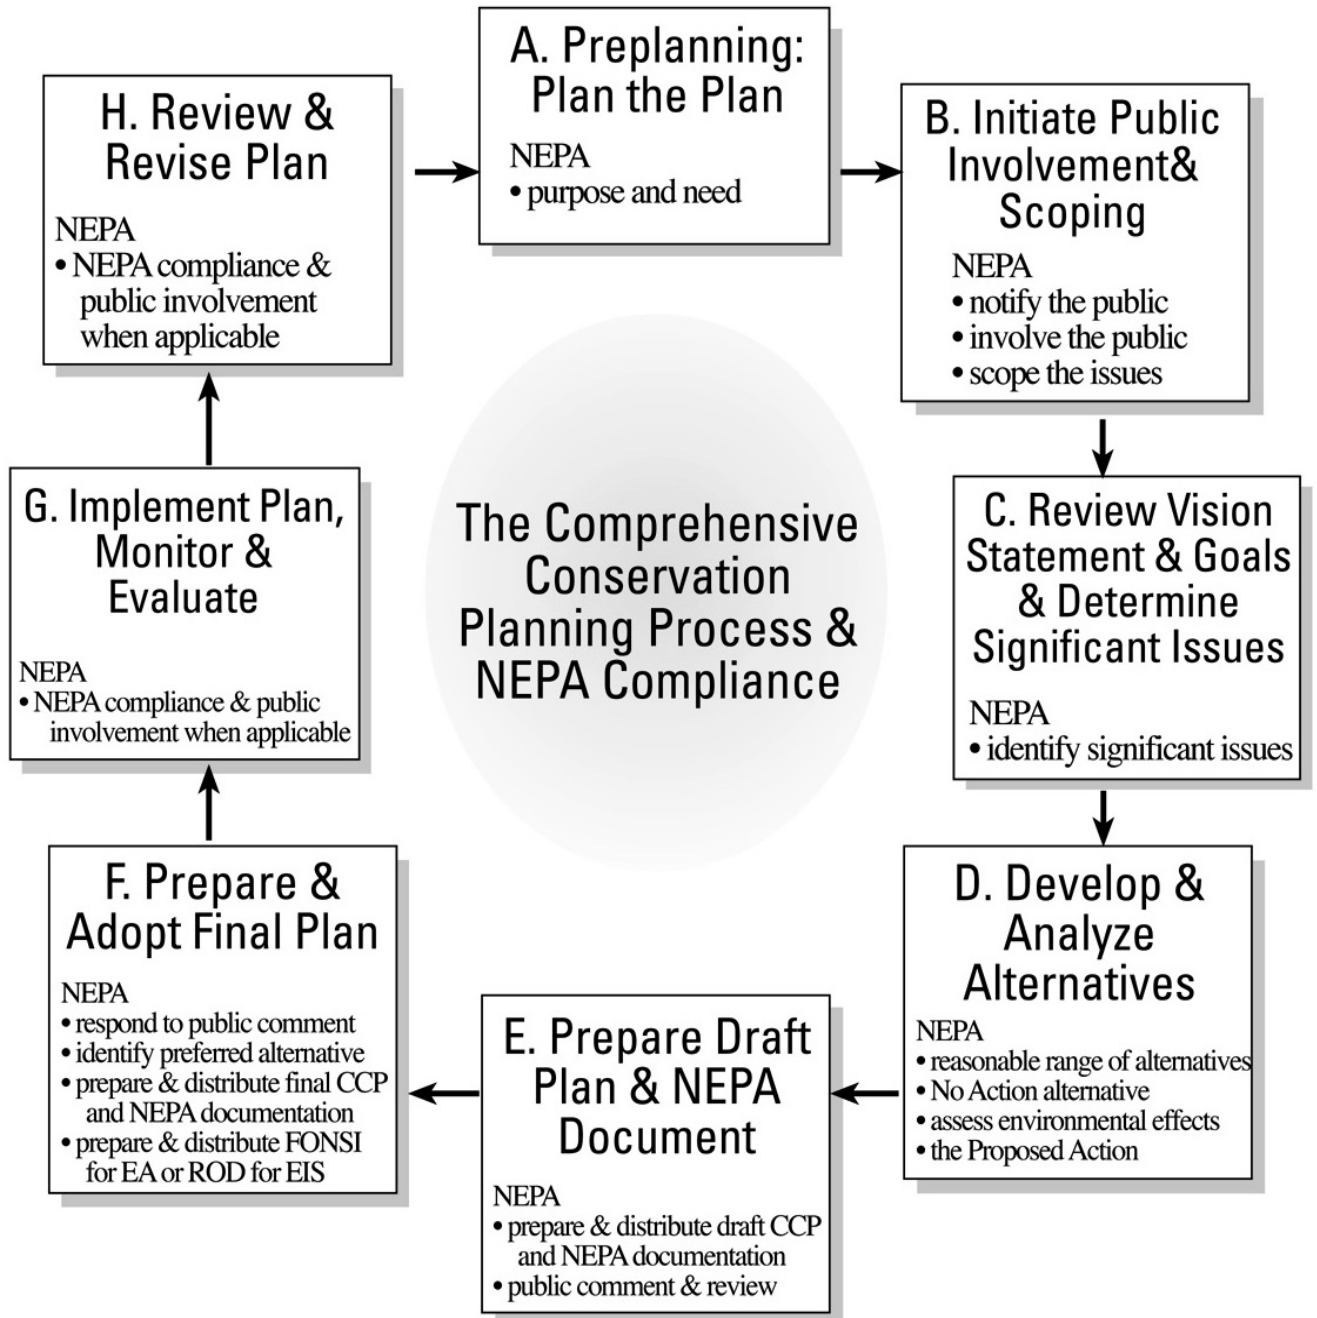 A. Preplanning:
Plan the Plan
NEPA
• purpose and need
B. Initiate Public
Involvement&
Scoping
NEPA
• notify the public
• involve the public
• scope the issues
C. Review Vision
Statement & Goals
& Determine
Significant Issues
NEPA
• identify significant issues
D. Develop &
Analyze
Alternatives
NEPA
• reasonable range of alternatives
• No Action alternative
• assess environmental effects
• the Proposed Action
E. Prepare Draft
Plan & NEPA
Document
NEPA
• prepare & distribute draft CCP
and NEPA documentation
• public comment & review
F. Prepare &
Adopt Final Plan
NEPA
• respond to public comment
• identify preferred alternative
• prepare & distribute final CCP
and NEPA documentation
• prepare & distribute FONSI
for EA or ROD for EIS
G. Implement Plan,
Monitor &
Evaluate
NEPA
• NEPA compliance & public
involvement when applicable
H. Review &
Revise Plan
NEPA
• NEPA compliance &
public involvement
when applicable
The Comprehensive
Conservation
Planning Process &
NEPA Compliance